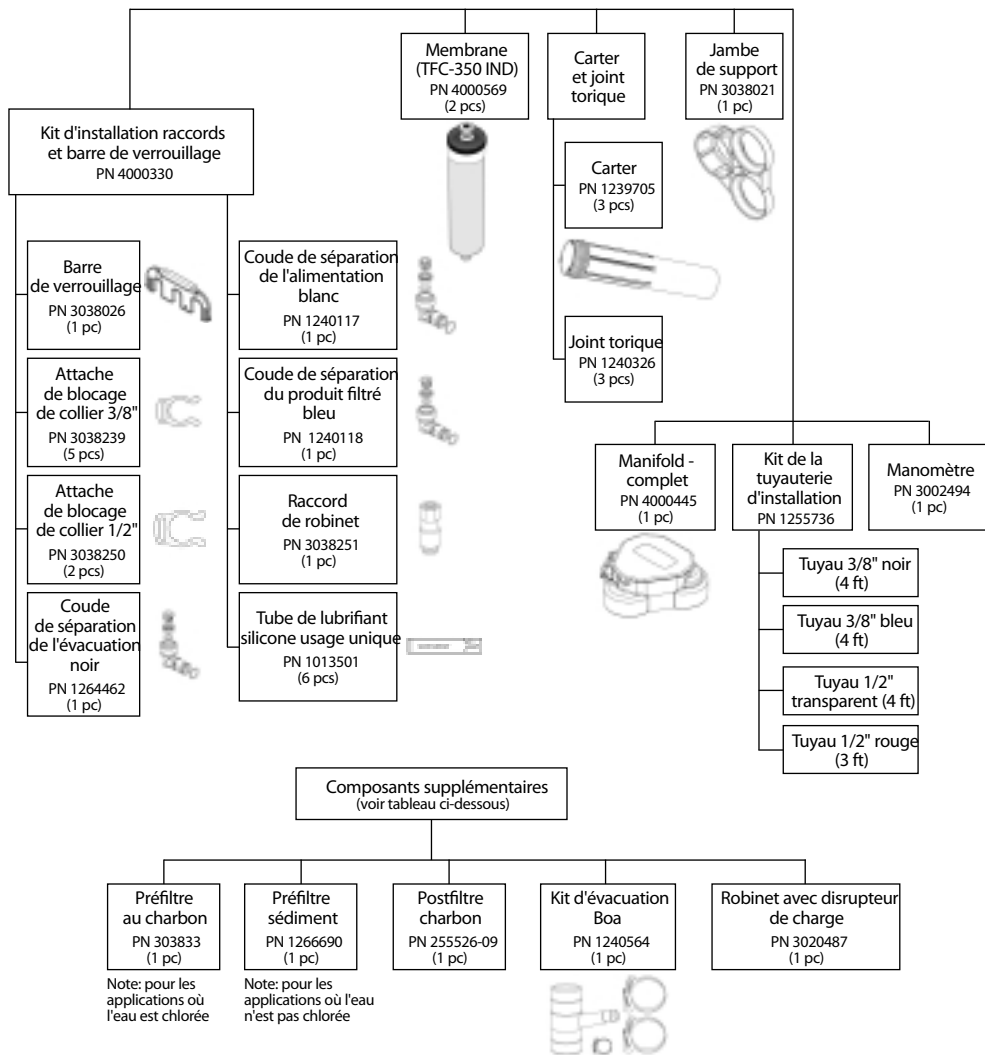 Membrane
(TFC-350 IND)
PN 4000569
(2 pcs)
Carter
et joint
torique
Jambe
de support
PN 3038021
(1 pc)
Kit d'installation raccords
et barre de verrouillage
PN 4000330
Carter
PN 1239705
(3 pcs)
Joint torique
PN 1240326
(3 pcs)
Barre
de verrouillage
PN 3038026
(1 pc)
Attache
de blocage
de collier 3/8"
PN 3038239
(5 pcs)
Attache
de blocage
de collier 1/2"
PN 3038250
(2 pcs)
Coude
de séparation
de l'évacuation
noir
PN 1264462
(1 pc)
Coude de séparation
de l'alimentation
blanc
PN 1240117
(1 pc)
Coude de séparation
du produit filtré
bleu
PN 1240118
(1 pc)
Raccord
de robinet
PN 3038251
(1 pc)
Tube de lubrifiant
silicone usage unique
PN 1013501
(6 pcs)
Manifold -
complet
PN 4000445
(1 pc)
Kit de la
tuyauterie
d'installation
PN 1255736
Manomètre
PN 3002494
(1 pc)
Tuyau 3/8" noir
(4 ft)
Tuyau 3/8" bleu
(4 ft)
Tuyau 1/2"
transparent (4 ft)
Tuyau 1/2" rouge
(3 ft)
Composants supplémentaires
(voir tableau ci-dessous)
Préfiltre
au charbon
PN 303833
(1 pc)
Note: pour les
applications où
l'eau est chlorée
Préfiltre
sédiment
PN 1266690
(1 pc)
Note: pour les
applications où l'eau
n'est pas chlorée
Postfiltre
charbon
PN 255526-09
(1 pc)
Kit d'évacuation
Boa
PN 1240564
(1 pc)
Robinet avec disrupteur
de charge
PN 3020487
(1 pc)